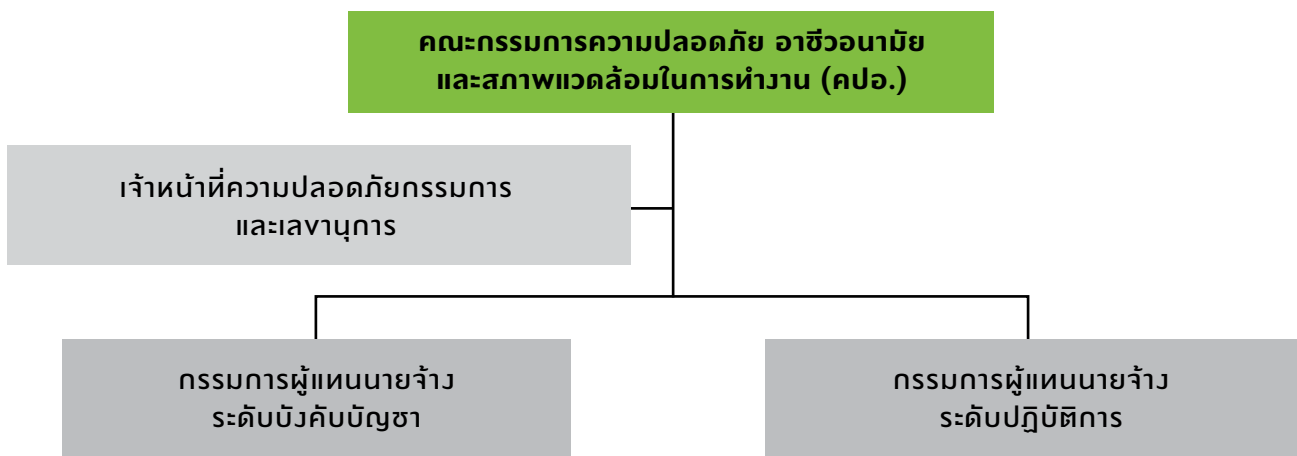 คณะกรรมการความปลอดภัย อาชีวอนามัย
และสภาพแวดล้อมในการทำงาน (คปอ.)
เจ้าหน้าที่ความปลอดภัยกรรมการ
และเลขานุการ
กรรมการผู้แทนนายจ้าง
ระดับบังคับบัญชา
กรรมการผู้แทนนายจ้าง
ระดับปฏิบัติการ